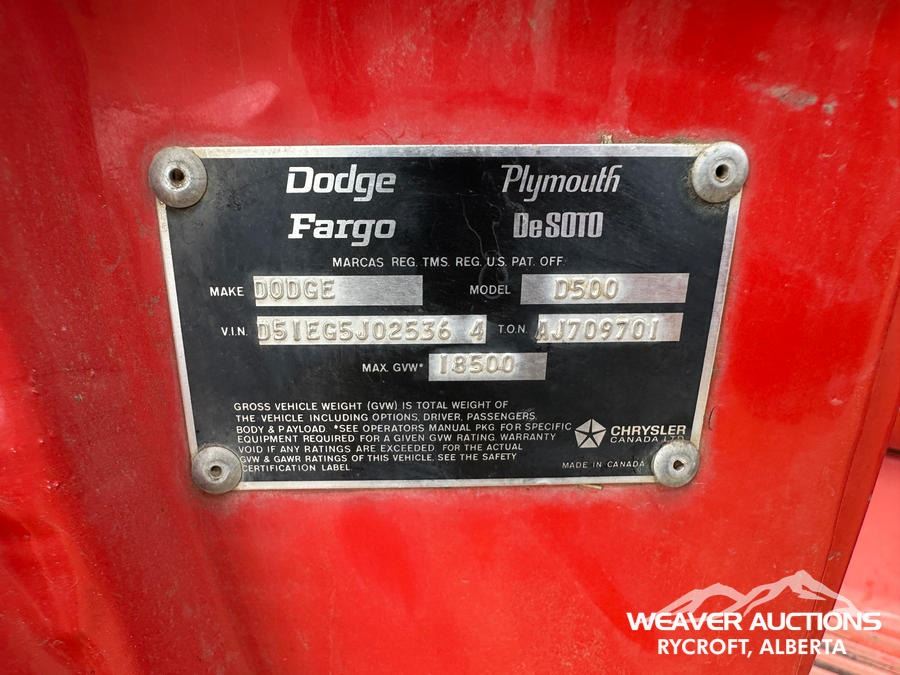 Dodge Plymouth
Fargo DeSOTO
MARCAS REG. TMS. REG. U.S. PAT. OFF.
MAKE DODGE MODEL D500
V.I.N. D51EG5J02536 4 T.O.N. AJ709701
MAX. GVW* 18500
GROSS VEHICLE WEIGHT (GVW) IS TOTAL WEIGHT OF
THE VEHICLE INCLUDING OPTIONS, DRIVER, PASSENGERS,
BODY & PAYLOAD. *SEE OPERATORS MANUAL PKG. FOR SPECIFIC
EQUIPMENT REQUIRED FOR A GIVEN GVW RATING. WARRANTY
VOID IF ANY RATINGS ARE EXCEEDED. FOR THE ACTUAL
GVW & GAWR RATINGS OF THIS VEHICLE, SEE THE SAFETY
CERTIFICATION LABEL.
CHRYSLER
CANADA LTD.
MADE IN CANADA
WEAVER AUCTIONS
RYCROFT, ALBERTA